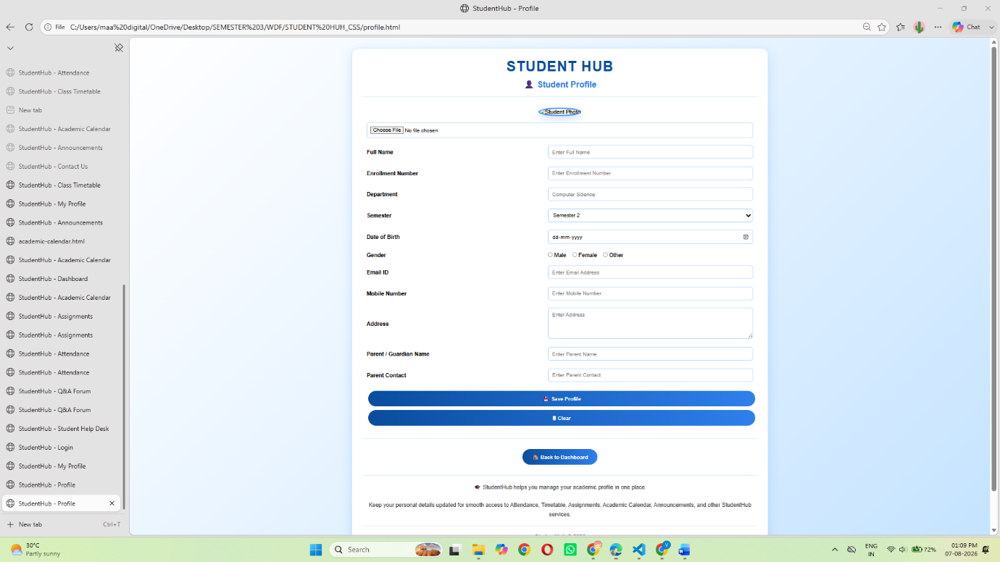 StudentHub - Profile
File
C:/Users/maa%20digital/OneDrive/Desktop/SEMESTER%203/WDF/STUDENT%20HUH_CSS/profile.html
Chat
StudentHub - Attendance
StudentHub - Class Timetable
New tab
StudentHub - Academic Calendar
StudentHub - Announcements
StudentHub - Contact Us
StudentHub - Class Timetable
StudentHub - My Profile
StudentHub - Announcements
academic-calendar.html
StudentHub - Academic Calendar
StudentHub - Dashboard
StudentHub - Academic Calendar
StudentHub - Assignments
StudentHub - Assignments
StudentHub - Attendance
StudentHub - Attendance
StudentHub - Q&A Forum
StudentHub - Q&A Forum
StudentHub - Student Help Desk
StudentHub - Login
StudentHub - My Profile
StudentHub - Profile
StudentHub - Profile
New tab Ctrl+T
STUDENT HUB
Student Profile
Student Photo
Choose File No file chosen
Full Name Enter Full Name
Enrollment Number Enter Enrollment Number
Department Computer Science
Semester Semester 2
Date of Birth dd-mm-yyyy
Gender Male Female Other
Email ID Enter Email Address
Mobile Number Enter Mobile Number
Address Enter Address
Parent / Guardian Name Enter Parent Name
Parent Contact Enter Parent Contact
Save Profile
Clear
Back to Dashboard
StudentHub helps you manage your academic profile in one place.
Keep your personal details updated for smooth access to Attendance, Timetable, Assignments, Academic Calendar, Announcements, and other StudentHub
services.
30°C
Partly sunny
Search
ENG
IN
72%
01:09 PM
07-08-2026